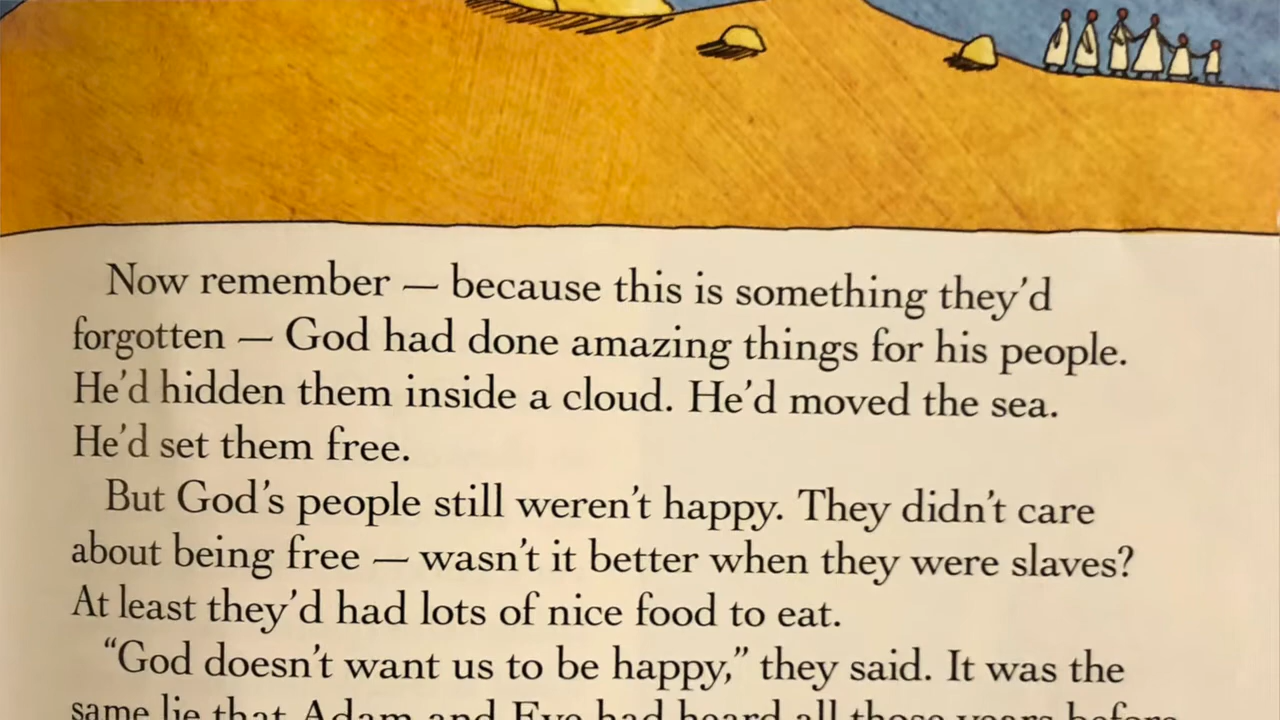 Now remember — because this is something they’d
forgotten — God had done amazing things for his people.
He’d hidden them inside a cloud. He’d moved the sea.
He’d set them free.
But God’s people still weren’t happy. They didn’t care
about being free — wasn’t it better when they were slaves?
At least they’d had lots of nice food to eat.
“God doesn’t want us to be happy,” they said. It was the
same lie that Adam and Eve had heard all those years before